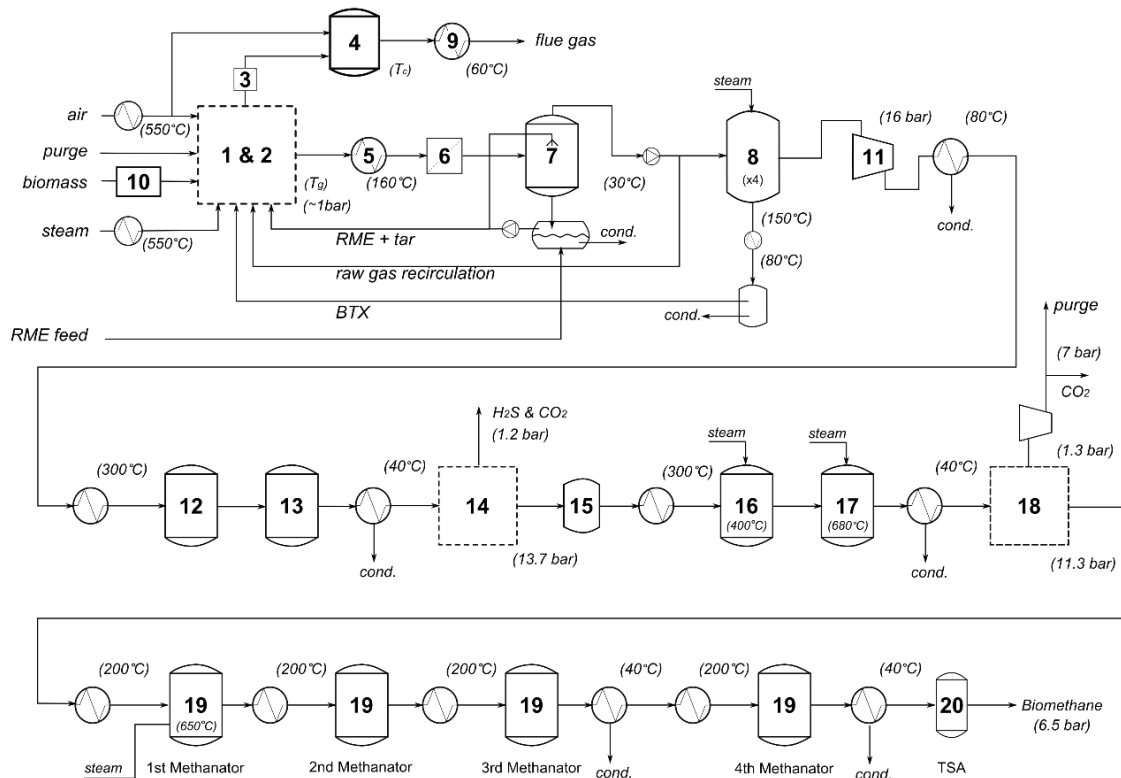 4
9
flue gas
(Tc)
(60°C)
3
air
(550°C)
purge
biomass
10
steam
(550°C)
1 & 2
(Tg)
(~1bar)
5
(160°C)
6
7
(30°C)
RME + tar
cond.
raw gas recirculation
BTX
cond.
RME feed
steam
8
(x4)
(150°C)
(80°C)
(16 bar)
11
(80°C)
cond.
purge
(7 bar)
CO2
(1.3 bar)
(300°C)
12
13
(40°C)
cond.
H2S & CO2
(1.2 bar)
14
(13.7 bar)
15
(300°C)
steam
16
(400°C)
steam
17
(680°C)
(40°C)
cond.
18
(11.3 bar)
(200°C)
19
(650°C)
steam
1st Methanator
(200°C)
19
2nd Methanator
(200°C)
19
3rd Methanator
(40°C)
cond.
(200°C)
19
4th Methanator
(40°C)
cond.
20
TSA
Biomethane
(6.5 bar)